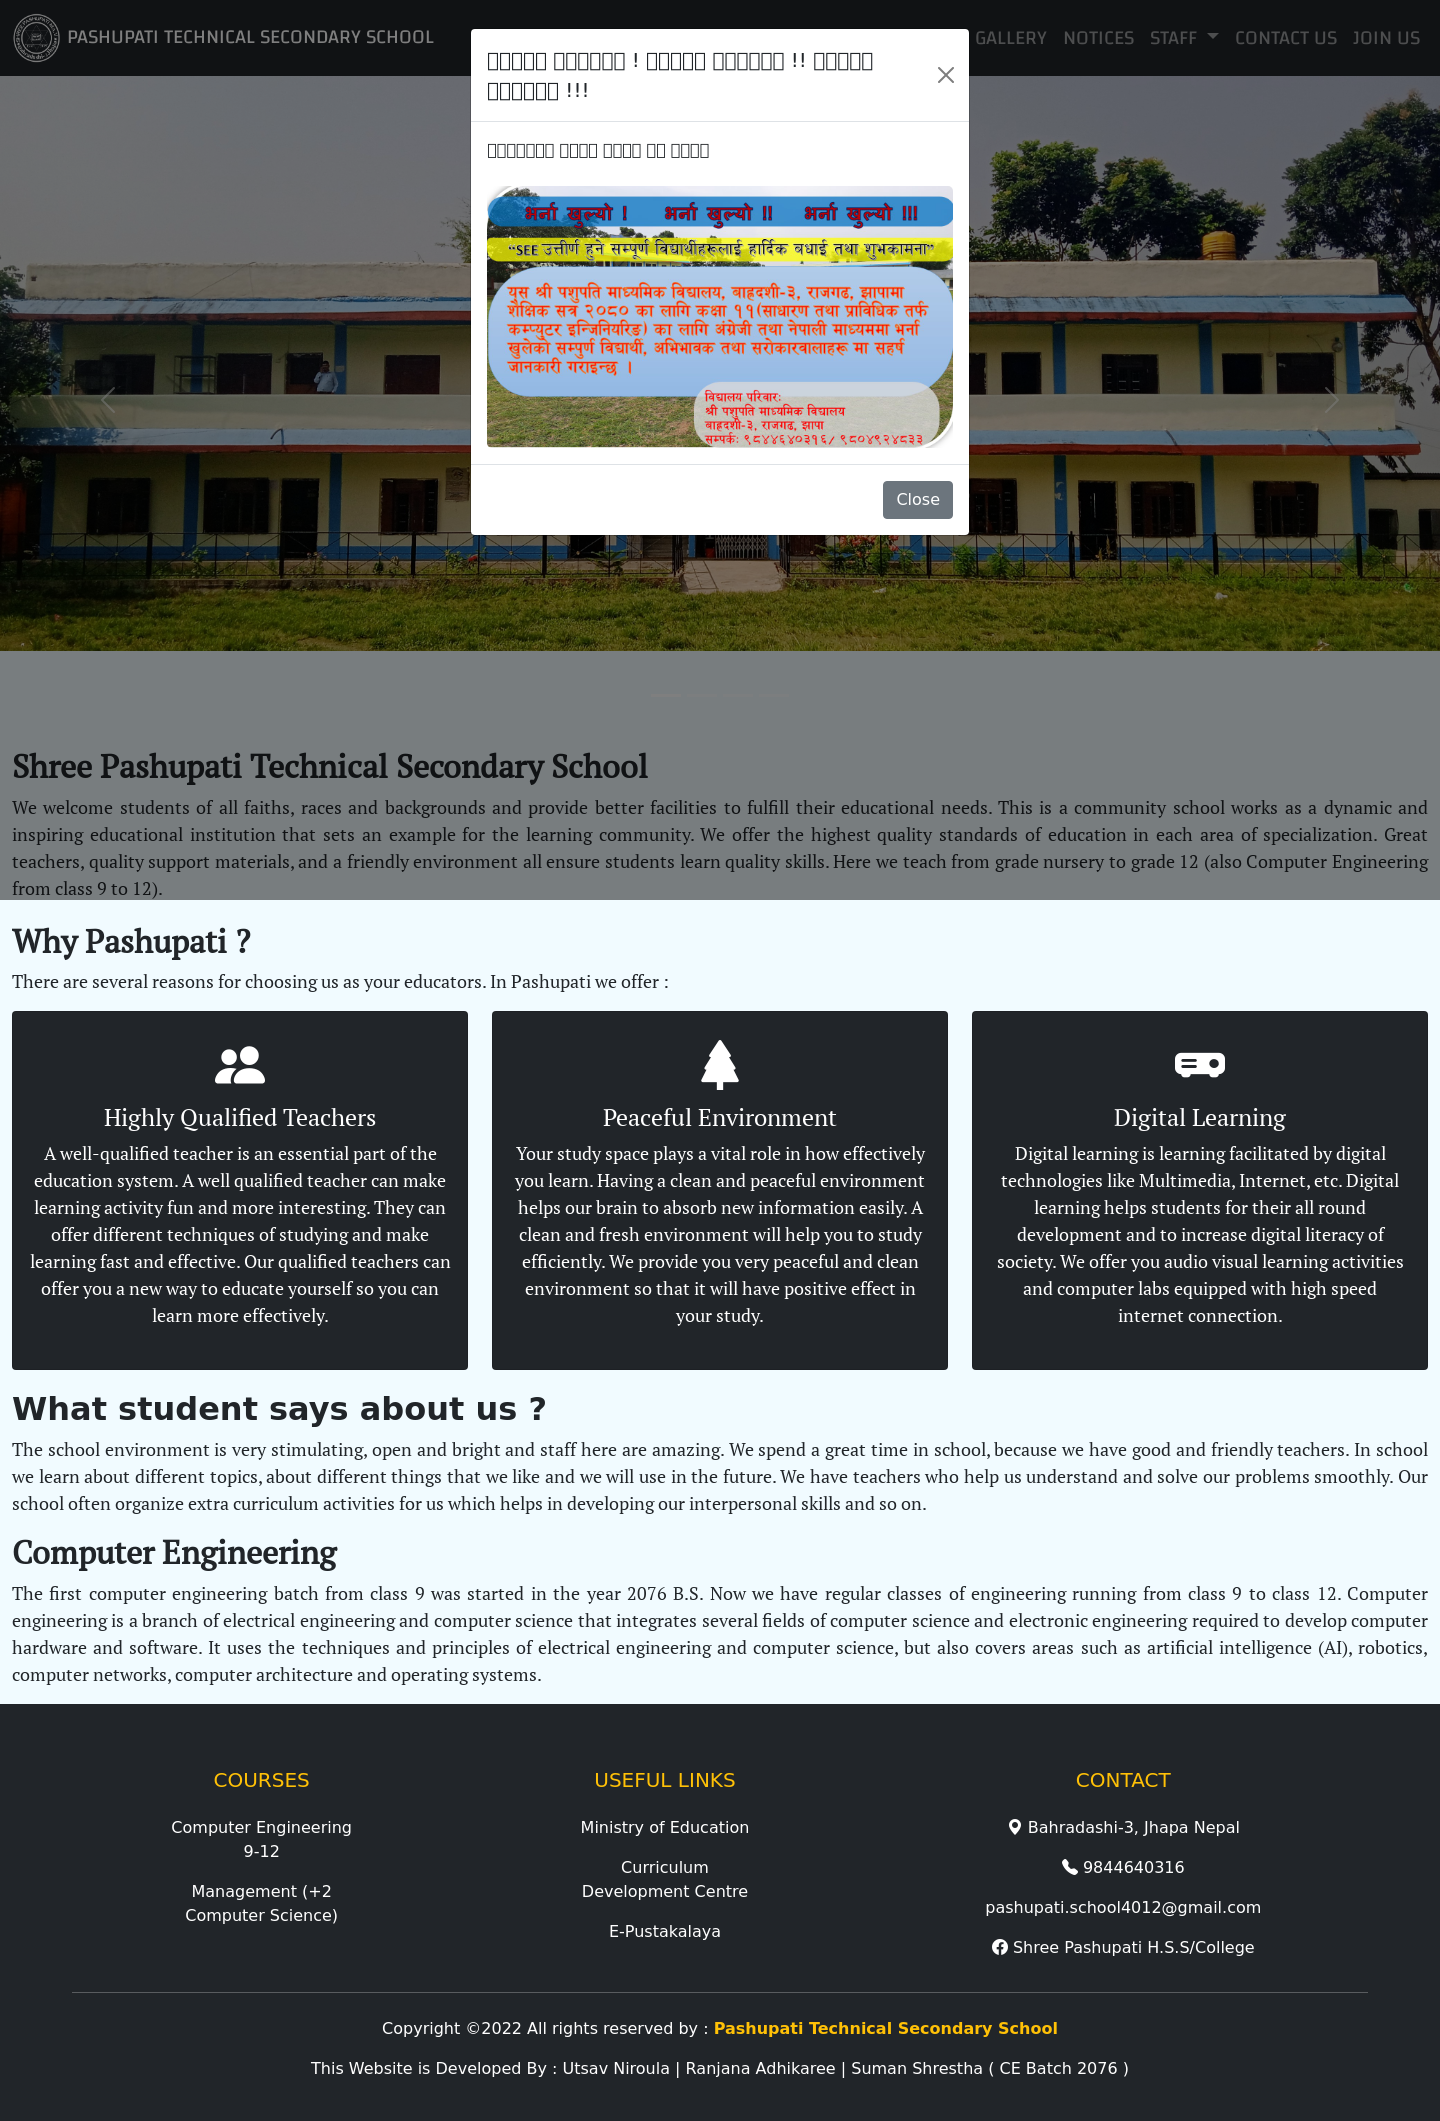 PASHUPATI TECHNICAL SECONDARY SCHOOL
GALLERY NOTICES STAFF CONTACT US JOIN US
! !!
!!!
भर्ना खुल्यो ! भर्ना खुल्यो !! भर्ना खुल्यो !!!
“SEE उत्तीर्ण हुने सम्पूर्ण विद्यार्थीहरूलाई हार्दिक बधाई तथा शुभकामना”
यस श्री पशुपति माध्यमिक विद्यालय, बाह्रदशी-३, राजगढ, झापामा
शैक्षिक सत्र २०८० का लागि कक्षा ११(साधारण तथा प्राविधिक तर्फ
कम्प्युटर इन्जिनियरिङ) का लागि अंग्रेजी तथा नेपाली माध्यममा भर्ना
खुलेको सम्पुर्ण विद्यार्थी, अभिभावक तथा सरोकारवालाहरू मा सहर्ष
जानकारी गराइन्छ ।
विद्यालय परिवारः
श्री पशुपति माध्यमिक विद्यालय
बाह्रदशी-३, राजगढ, झापा
सम्पर्कः ९८४४६४०३१६/ ९८०४९२४८३३
Close
Shree Pashupati Technical Secondary School
We welcome students of all faiths, races and backgrounds and provide better facilities to fulfill their educational needs. This is a community school works as a dynamic and
inspiring educational institution that sets an example for the learning community. We offer the highest quality standards of education in each area of specialization. Great
teachers, quality support materials, and a friendly environment all ensure students learn quality skills. Here we teach from grade nursery to grade 12 (also Computer Engineering
from class 9 to 12).
Why Pashupati ?
There are several reasons for choosing us as your educators. In Pashupati we offer :
Highly Qualified Teachers
A well-qualified teacher is an essential part of the
education system. A well qualified teacher can make
learning activity fun and more interesting. They can
offer different techniques of studying and make
learning fast and effective. Our qualified teachers can
offer you a new way to educate yourself so you can
learn more effectively.
Peaceful Environment
Your study space plays a vital role in how effectively
you learn. Having a clean and peaceful environment
helps our brain to absorb new information easily. A
clean and fresh environment will help you to study
efficiently. We provide you very peaceful and clean
environment so that it will have positive effect in
your study.
Digital Learning
Digital learning is learning facilitated by digital
technologies like Multimedia, Internet, etc. Digital
learning helps students for their all round
development and to increase digital literacy of
society. We offer you audio visual learning activities
and computer labs equipped with high speed
internet connection.
What student says about us ?
The school environment is very stimulating, open and bright and staff here are amazing. We spend a great time in school, because we have good and friendly teachers. In school
we learn about different topics, about different things that we like and we will use in the future. We have teachers who help us understand and solve our problems smoothly. Our
school often organize extra curriculum activities for us which helps in developing our interpersonal skills and so on.
Computer Engineering
The first computer engineering batch from class 9 was started in the year 2076 B.S. Now we have regular classes of engineering running from class 9 to class 12. Computer
engineering is a branch of electrical engineering and computer science that integrates several fields of computer science and electronic engineering required to develop computer
hardware and software. It uses the techniques and principles of electrical engineering and computer science, but also covers areas such as artificial intelligence (AI), robotics,
computer networks, computer architecture and operating systems.
COURSES
Computer Engineering
9-12
Management (+2
Computer Science)
USEFUL LINKS
Ministry of Education
Curriculum
Development Centre
E-Pustakalaya
CONTACT
Bahradashi-3, Jhapa Nepal
9844640316
pashupati.school4012@gmail.com
Shree Pashupati H.S.S/College
Copyright ©2022 All rights reserved by : Pashupati Technical Secondary School
This Website is Developed By : Utsav Niroula | Ranjana Adhikaree | Suman Shrestha ( CE Batch 2076 )